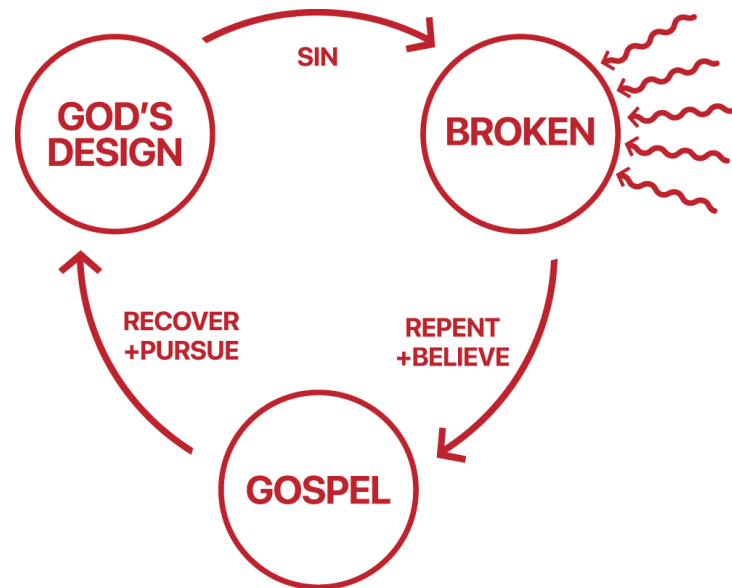 SIN
GOD'S
DESIGN
BROKEN
RECOVER
+PURSUE
REPENT
+BELIEVE
GOSPEL